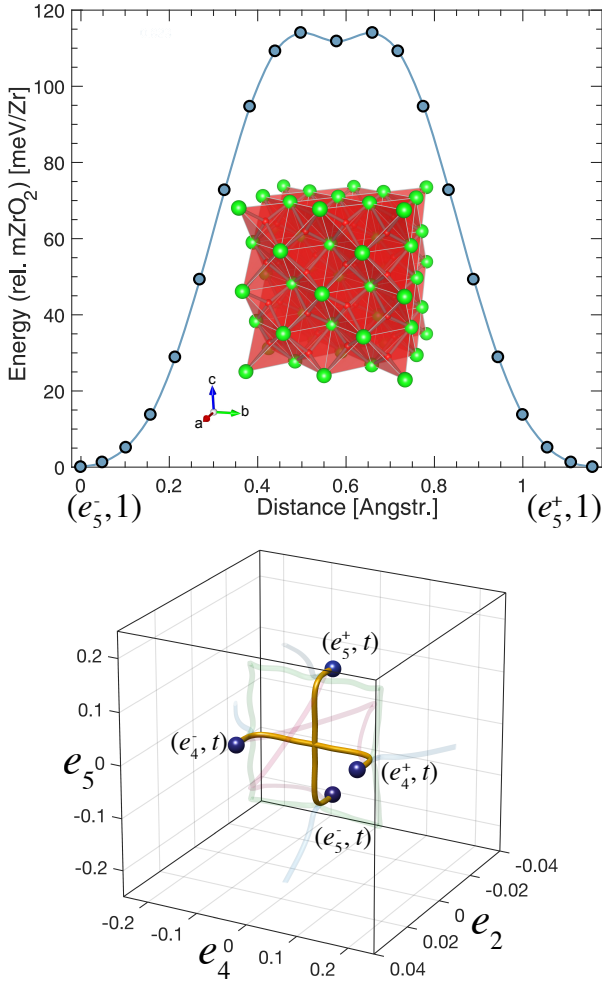 120
100
80
60
40
20
0
Energy (rel. mZrO₂) [meV/Zr]
c
b
a
0 0.2 0.4 0.6 0.8 1
(e₅⁻, 1) Distance [Angstr.] (e₅⁺, 1)
(e₅⁺, t)
(e₄⁻, t)
(e₄⁺, t)
(e₅⁻, t)
0.2
0.1
0
-0.1
-0.2
e₅
-0.2 -0.1 0 0.1 0.2
e₄
-0.04
-0.02
0
0.02
0.04
e₂